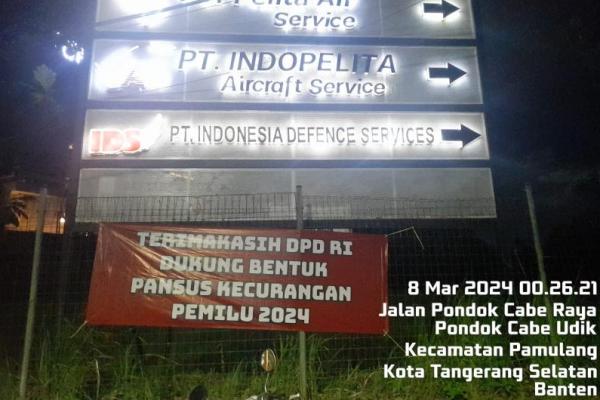 Pelita Air
Service
PT. INDOPELITA
Aircraft Service
IDS PT. INDONESIA DEFENCE SERVICES
TERIMAKASIH DPD RI
DUKUNG BENTUK
PANSUS KECURANGAN
PEMILU 2024
8 Mar 2024 00.26.21
Jalan Pondok Cabe Raya
Pondok Cabe Udik
Kecamatan Pamulang
Kota Tangerang Selatan
Banten